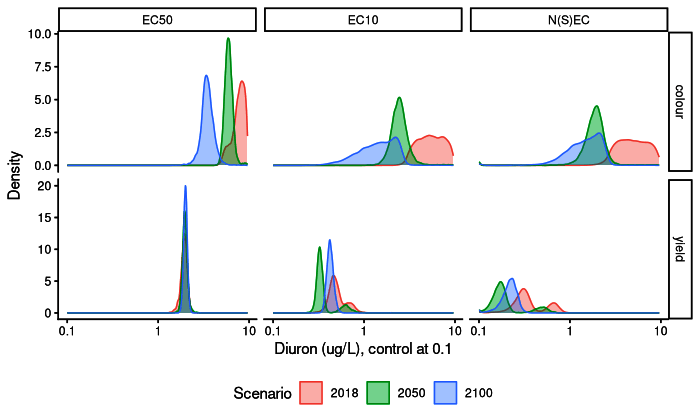 EC50 EC10 N(S)EC
10.0
7.5
5.0
2.5
0.0
colour
Density
20
15
10
5
0
yield
0.1 1 10 0.1 1 10 0.1 1 10
Diuron (ug/L), control at 0.1
Scenario 2018 2050 2100